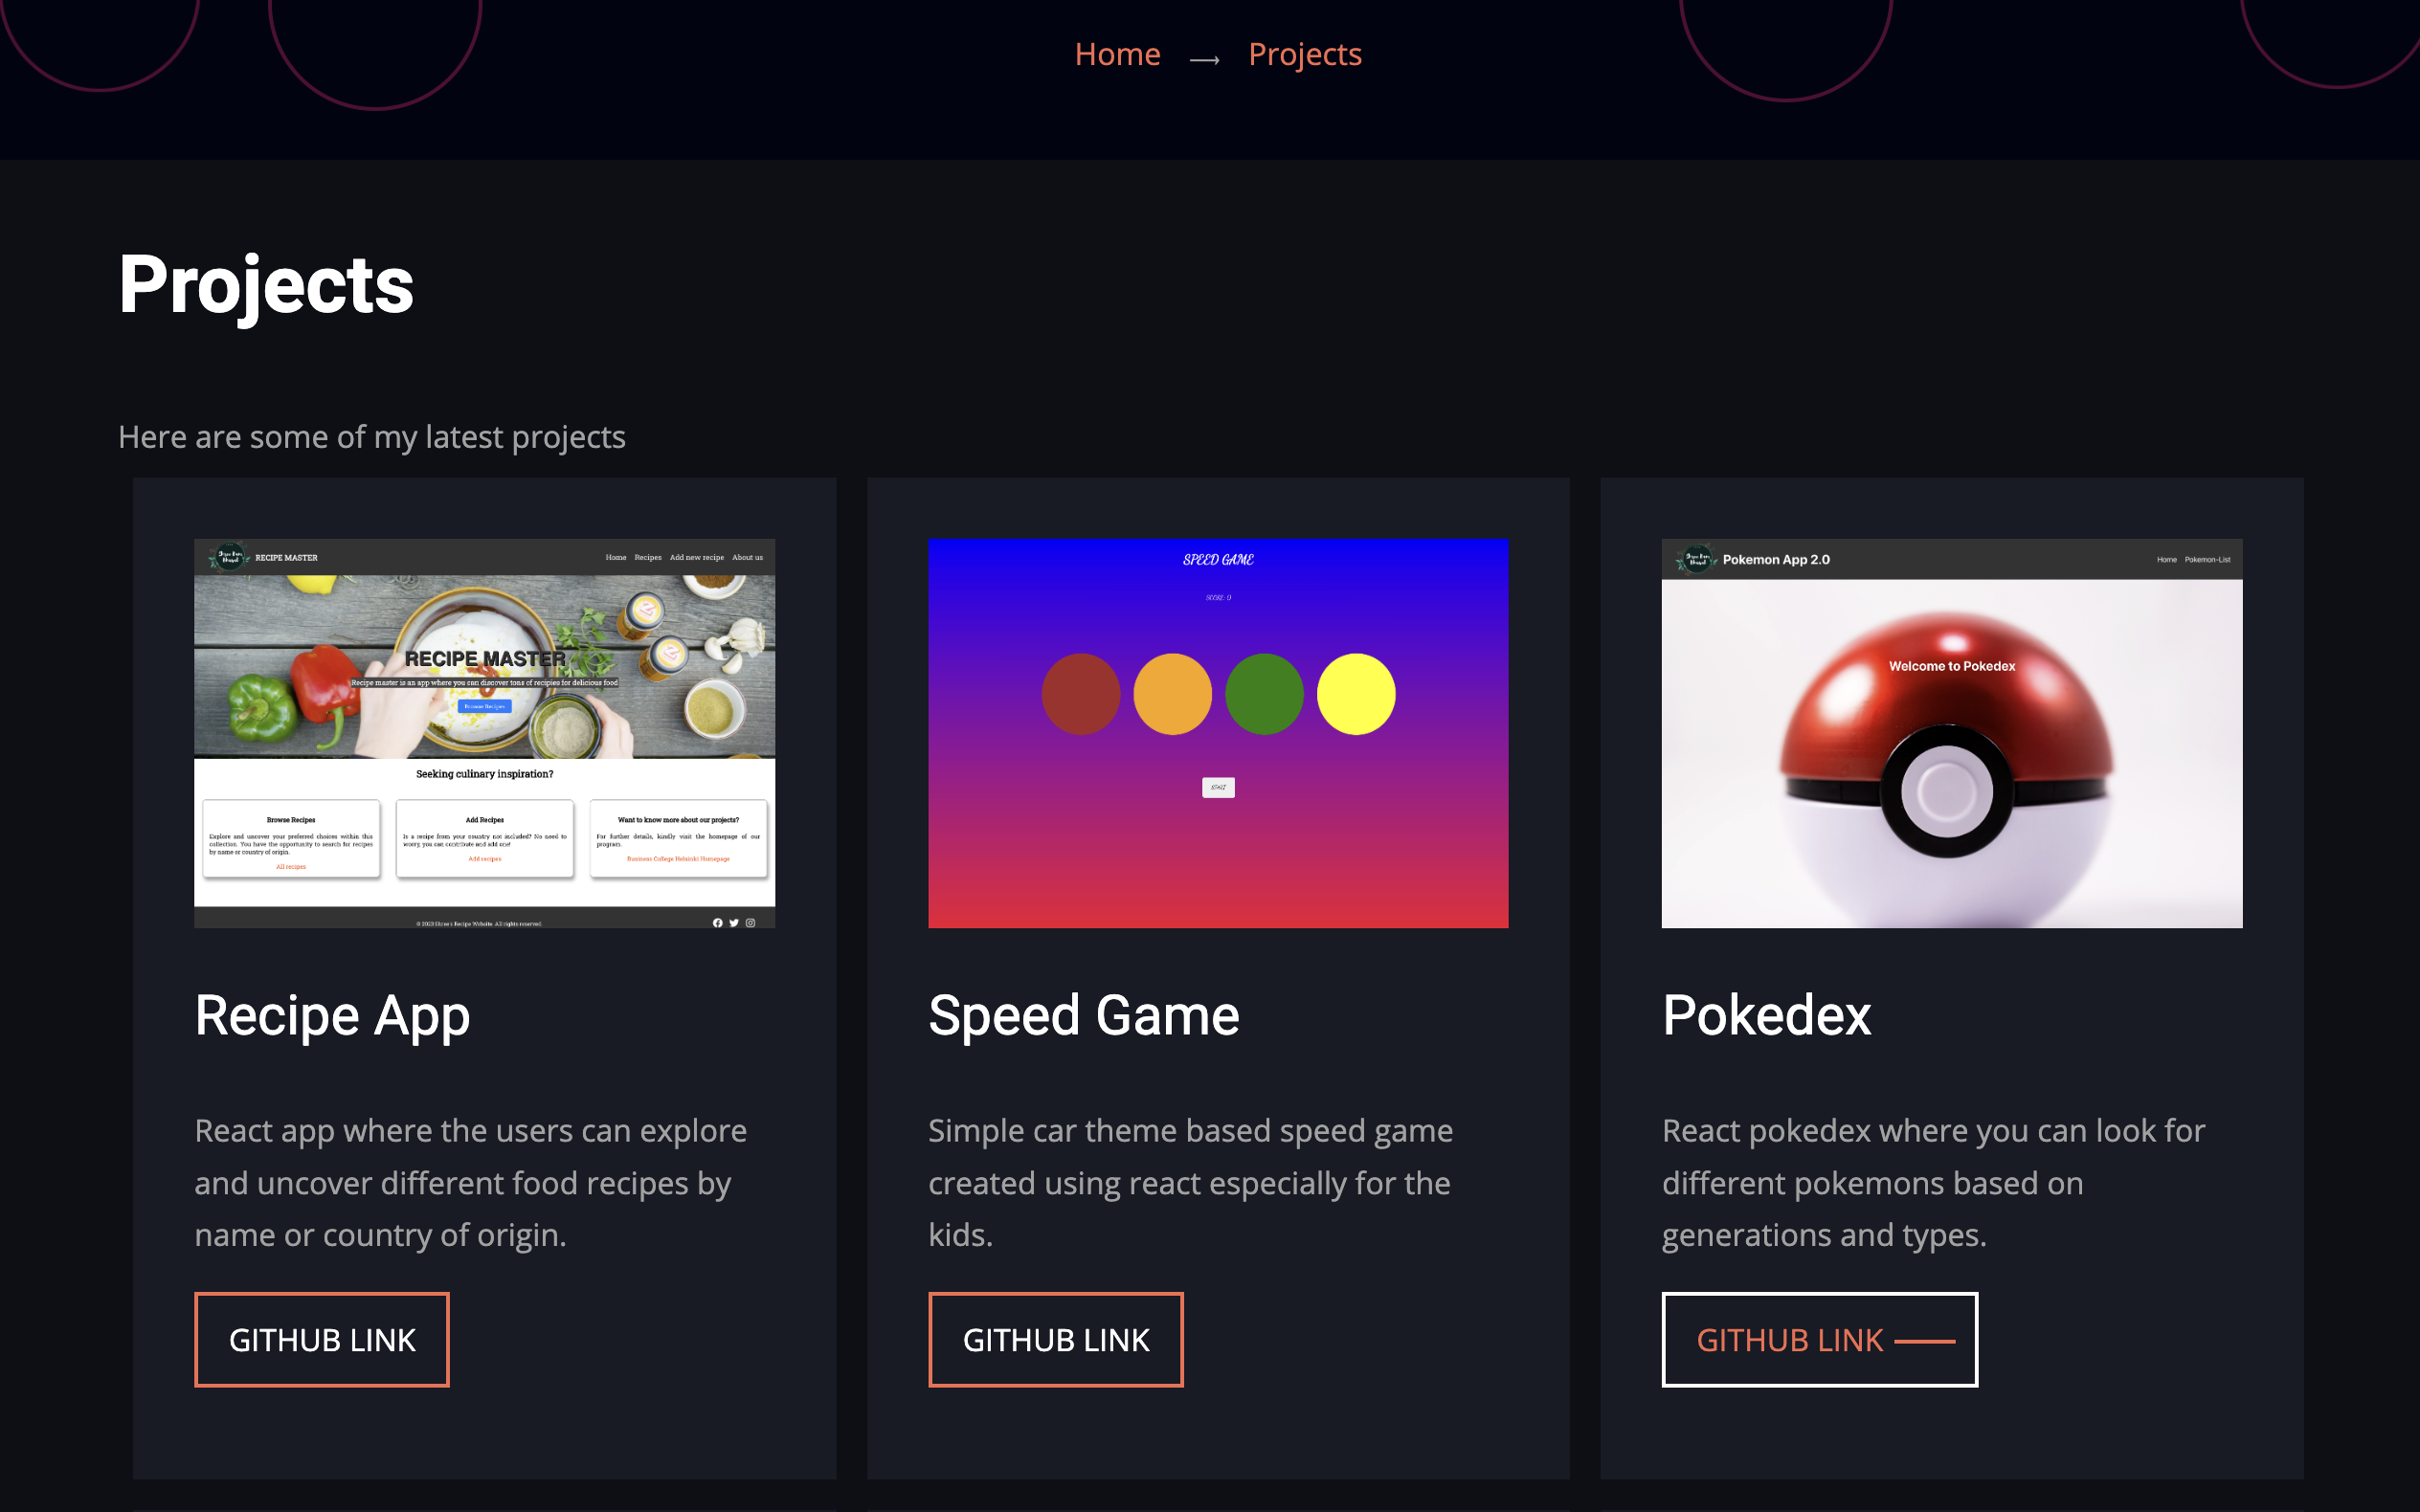 Home → Projects
Projects
Here are some of my latest projects
RECIPE MASTER
Home Recipes Add new recipe About us
RECIPE MASTER
Recipe master is an app where you can discover tons of recipies for delicious food
Browse Recipes
Seeking culinary inspiration?
Browse Recipes
Explore and uncover your preferred choices within this
collection. You have the opportunity to search for recipes
by name or country of origin.
All recipes
Add Recipes
Is a recipe from your country not included? No need to
worry, you can contribute and add one!
Add recipes
Want to know more about our projects?
For further details, kindly visit the homepage of our
program.
Business College Helsinki Homepage
© 2023 Shree's Recipe Website. All rights reserved.
Recipe App
React app where the users can explore
and uncover different food recipes by
name or country of origin.
GITHUB LINK
SPEED GAME
SCORE: 0
START
Speed Game
Simple car theme based speed game
created using react especially for the
kids.
GITHUB LINK
Pokemon App 2.0
Home Pokemon-List
Welcome to Pokedex
Pokedex
React pokedex where you can look for
different pokemons based on
generations and types.
GITHUB LINK